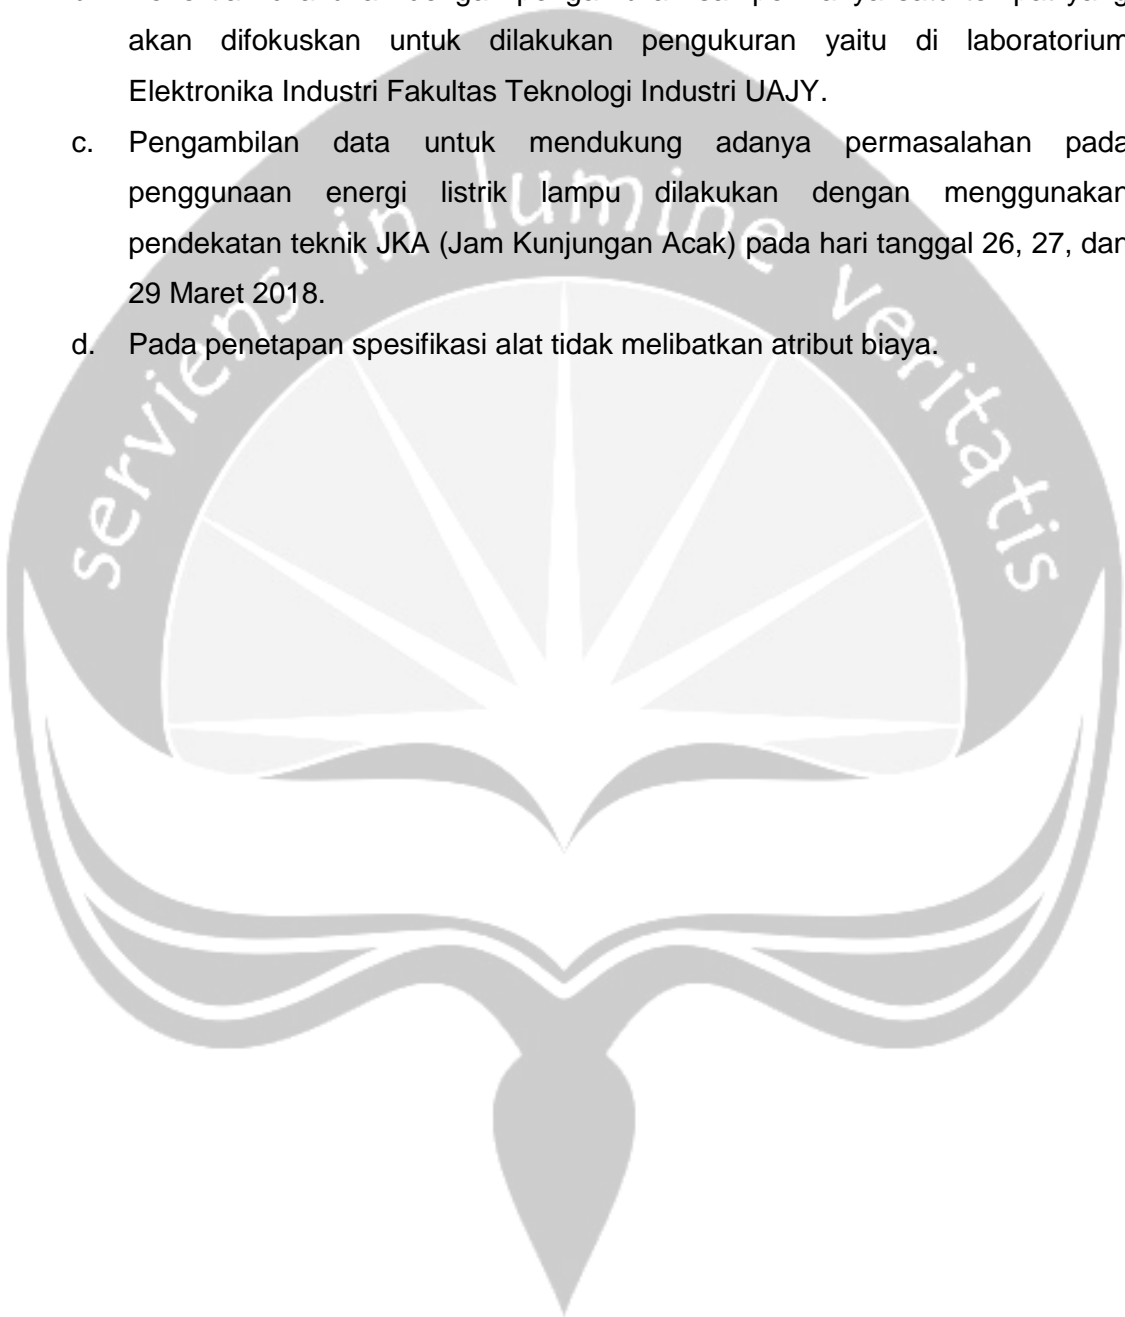 akan difokuskan untuk dilakukan pengukuran yaitu di laboratorium
Elektronika Industri Fakultas Teknologi Industri UAJY.
c. Pengambilan data untuk mendukung adanya permasalahan pada
penggunaan energi listrik lampu dilakukan dengan menggunakan
pendekatan teknik JKA (Jam Kunjungan Acak) pada hari tanggal 26, 27, dan
29 Maret 2018.
d. Pada penetapan spesifikasi alat tidak melibatkan atribut biaya.
serviens in lumine veritatis